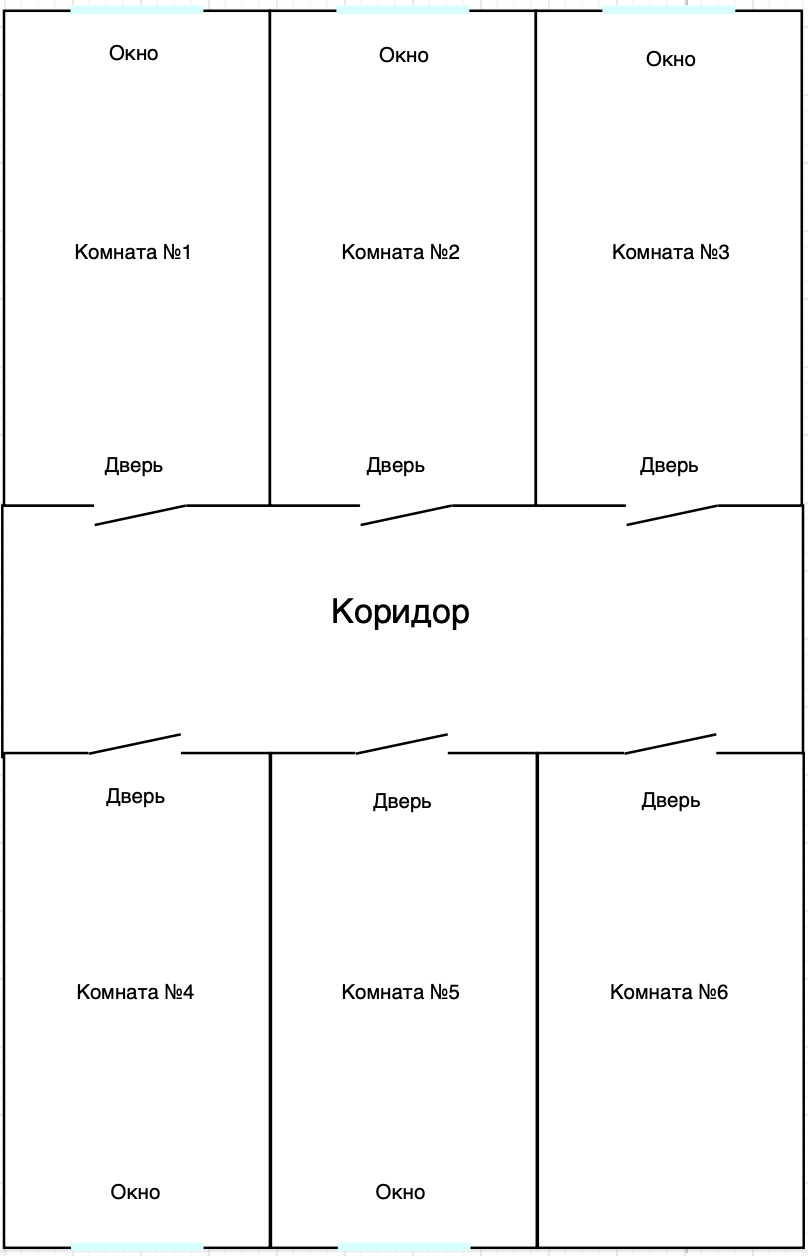 Окно
Окно
Окно
Комната №1
Комната №2
Комната №3
Дверь
Дверь
Дверь
Коридор
Дверь
Дверь
Дверь
Комната №4
Комната №5
Комната №6
Окно
Окно